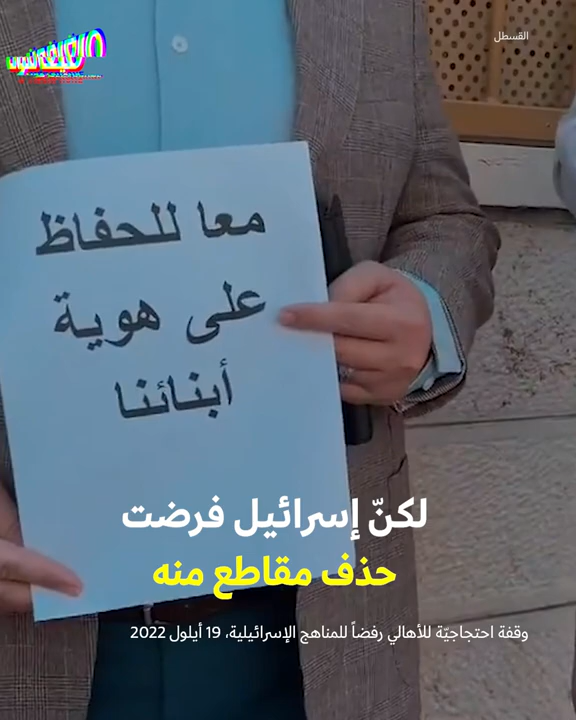 القسطل
معا للحفاظ
على هوية
أبنائنا
لكنّ إسرائيل فرضت
حذف مقاطع منه
وقفة احتجاجيّة للأهالي رفضاً للمناهج الإسرائيلية، 19 أيلول 2022